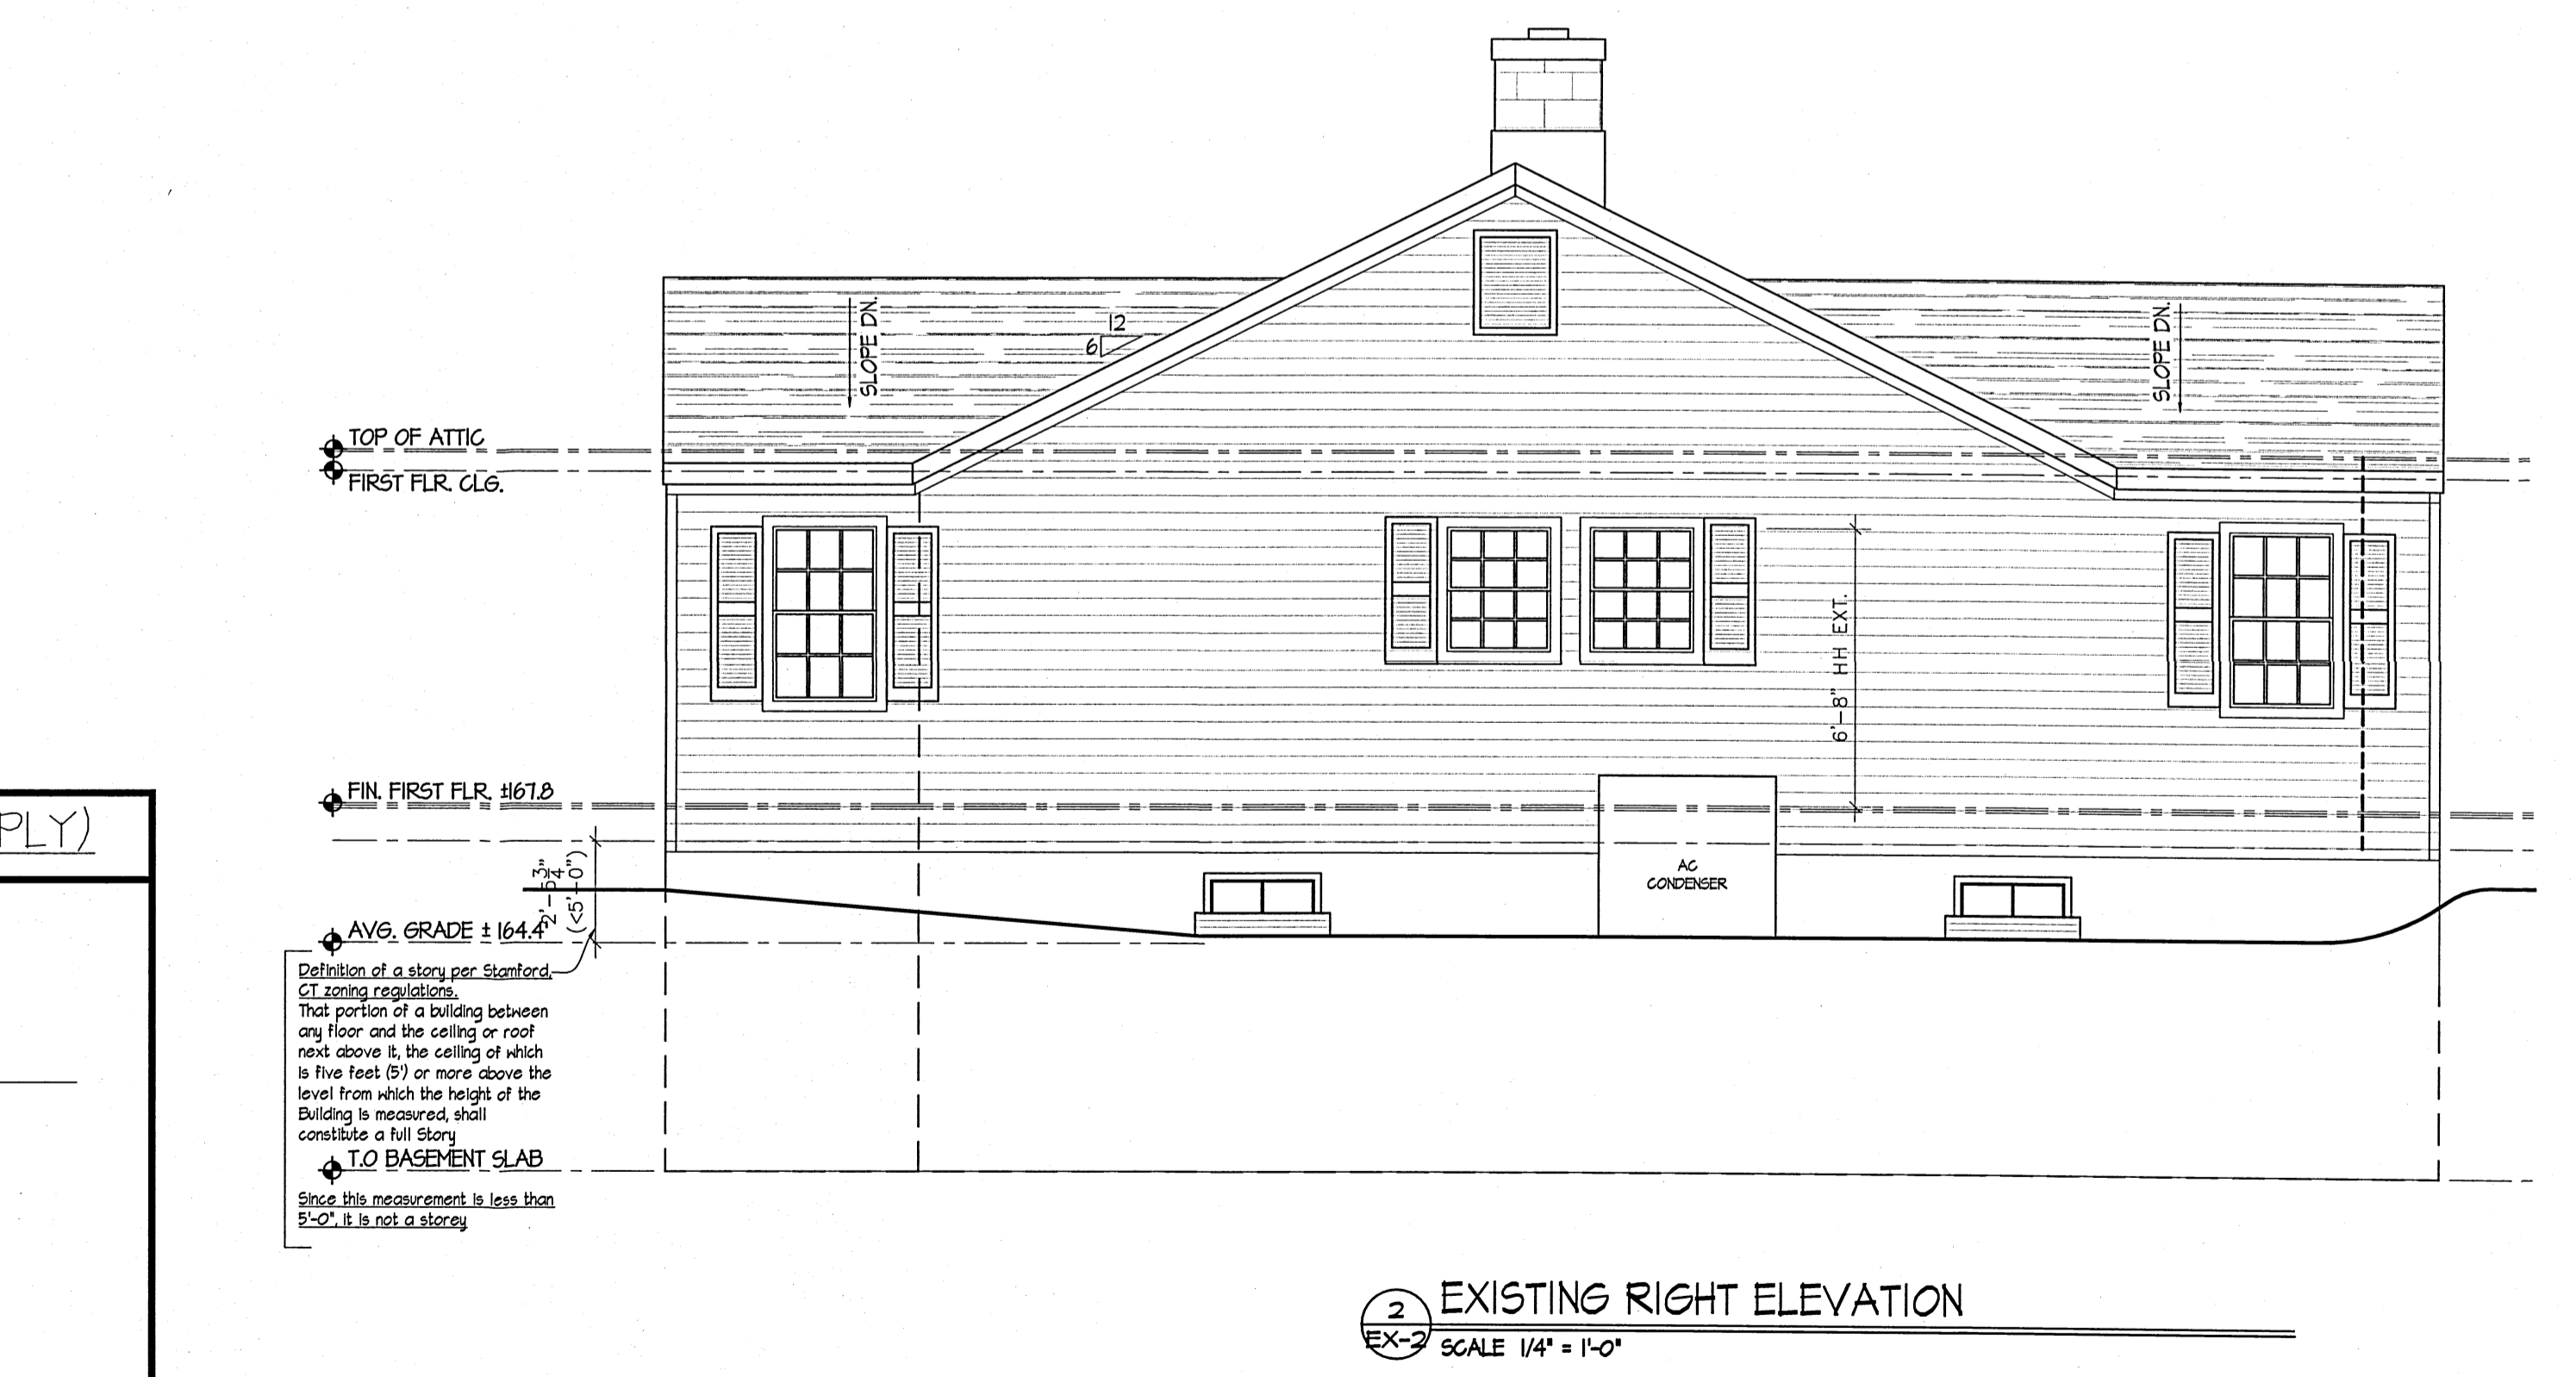 12
6
SLOPE DN.
SLOPE DN.
TOP OF ATTIC
FIRST FLR. CLG.
6'-8" HH EXT.
FIN. FIRST FLR. ±167.8
PLY)
2'-5 3/4"
(<5'-0")
AC
CONDENSER
AVG. GRADE ± 164.4'
Definition of a story per Stamford,
CT zoning regulations.
That portion of a building between
any floor and the ceiling or roof
next above it, the ceiling of which
is five feet (5') or more above the
level from which the height of the
Building is measured, shall
constitute a full Story
T.O BASEMENT SLAB
Since this measurement is less than
5'-0", it is not a storey
2
EX-2
EXISTING RIGHT ELEVATION
SCALE 1/4" = 1'-0"